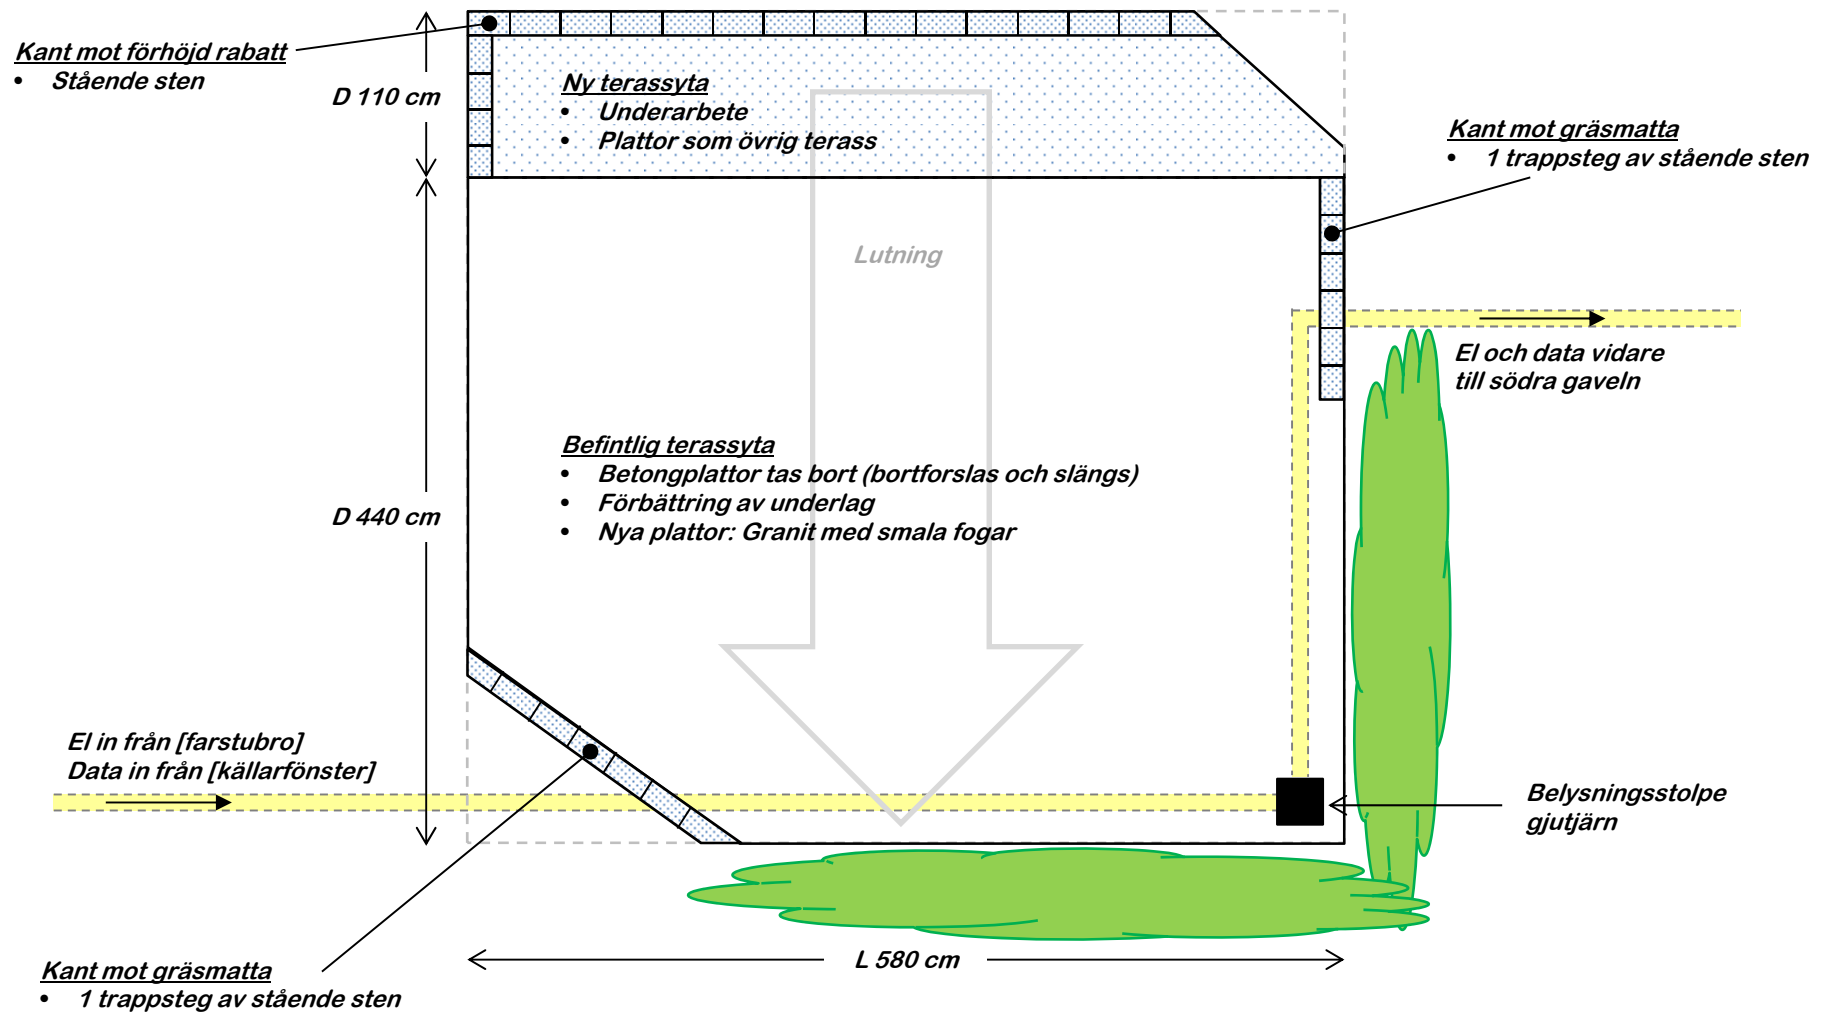 Kant mot förhöjd rabatt
• Stående sten
D 110 cm
Ny terassyta
• Underarbete
• Plattor som övrig terass
Kant mot gräsmatta
• 1 trappsteg av stående sten
Lutning
El och data vidare
till södra gaveln
Befintlig terassyta
• Betongplattor tas bort (bortforslas och slängs)
• Förbättring av underlag
• Nya plattor: Granit med smala fogar
D 440 cm
El in från [farstubro]
Data in från [källarfönster]
Belysningsstolpe
gjutjärn
L 580 cm
Kant mot gräsmatta
• 1 trappsteg av stående sten